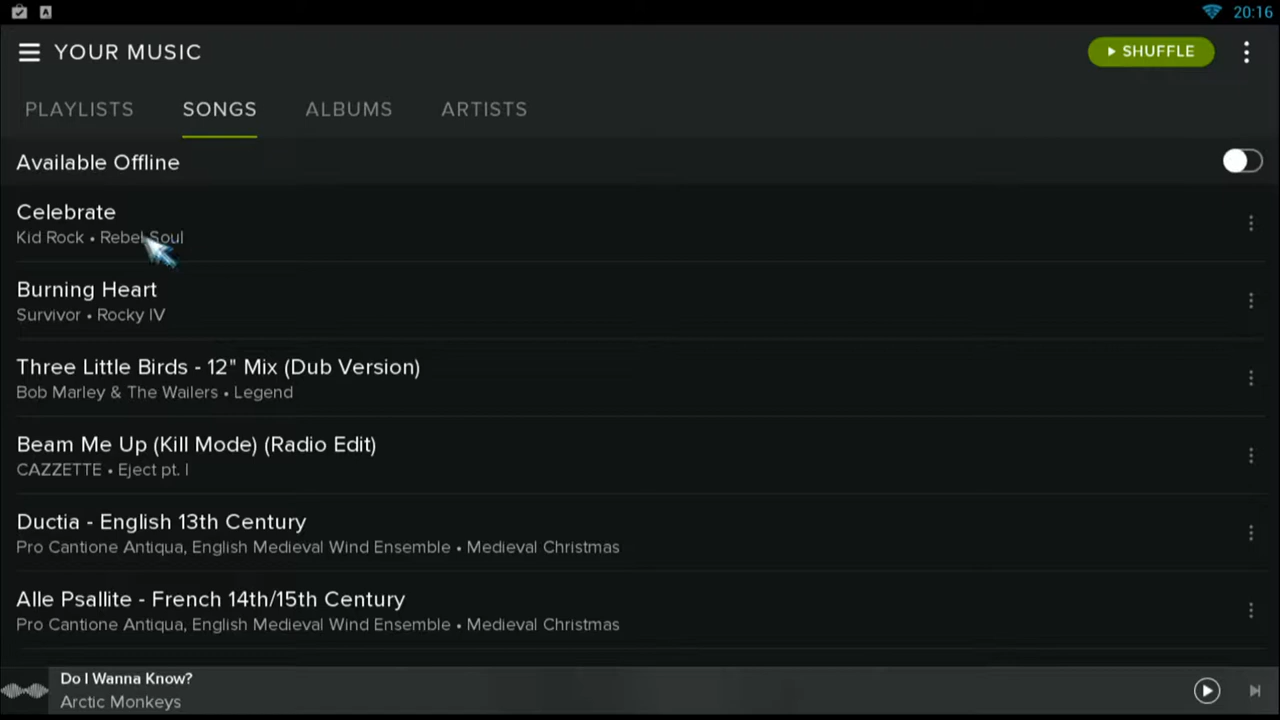 20:16
YOUR MUSIC
SHUFFLE
PLAYLISTS SONGS ALBUMS ARTISTS
Available Offline
Celebrate
Kid Rock • Rebel Soul
Burning Heart
Survivor • Rocky IV
Three Little Birds - 12" Mix (Dub Version)
Bob Marley & The Wailers • Legend
Beam Me Up (Kill Mode) (Radio Edit)
CAZZETTE • Eject pt. I
Ductia - English 13th Century
Pro Cantione Antiqua, English Medieval Wind Ensemble • Medieval Christmas
Alle Psallite - French 14th/15th Century
Pro Cantione Antiqua, English Medieval Wind Ensemble • Medieval Christmas
Do I Wanna Know?
Arctic Monkeys